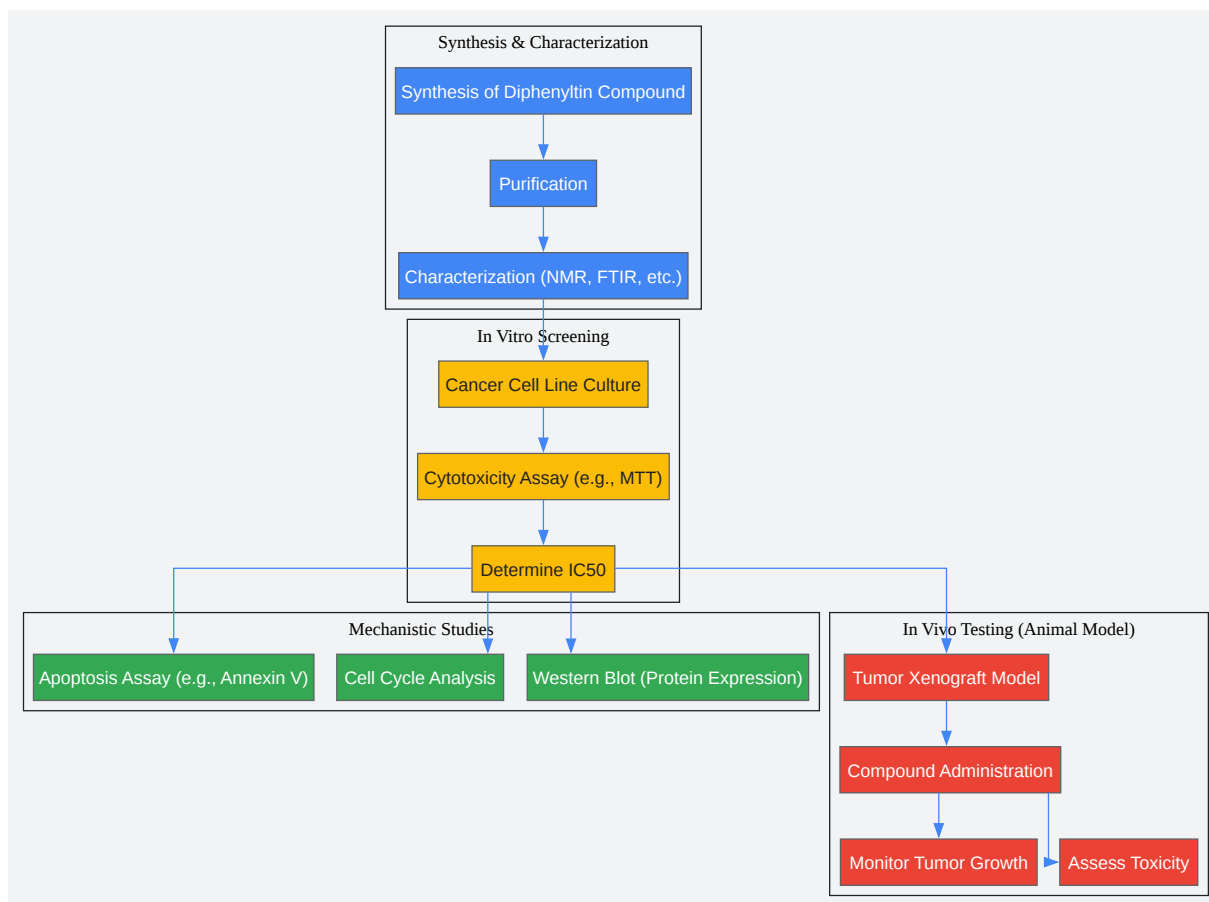 Synthesis & Characterization
Synthesis of Diphenyltin Compound
Purification
Characterization (NMR, FTIR, etc.)
In Vitro Screening
Cancer Cell Line Culture
Cytotoxicity Assay (e.g., MTT)
Determine IC50
Mechanistic Studies
Apoptosis Assay (e.g., Annexin V)
Cell Cycle Analysis
Western Blot (Protein Expression)
In Vivo Testing (Animal Model)
Tumor Xenograft Model
Compound Administration
Monitor Tumor Growth
Assess Toxicity